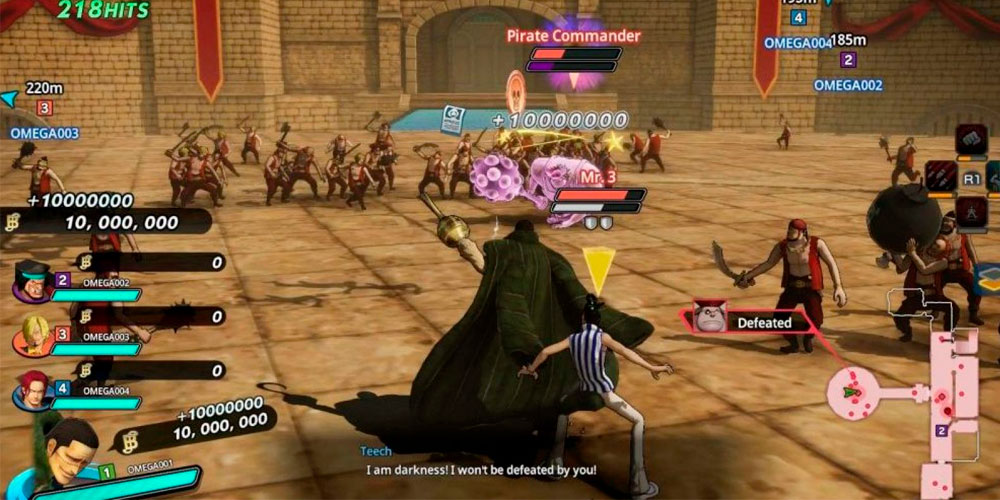 218HITS
Pirate Commander
195m
4
OMEGA004
185m
2
OMEGA002
220m
3
OMEGA003
+10000000
Mr.3
R1
+10000000
10,000,000
0
2
OMEGA002
0
3
OMEGA003
0
4
OMEGA004
+10000000
10,000,000
1
OMEGA001
Defeated
2
Teech
I am darkness! I won't be defeated by you!